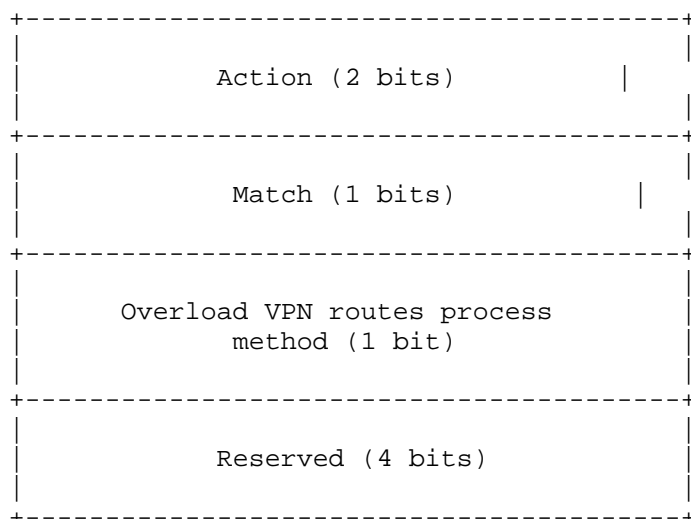 Action (2 bits)
Match (1 bits)
Overload VPN routes process
method (1 bit)
Reserved (4 bits)